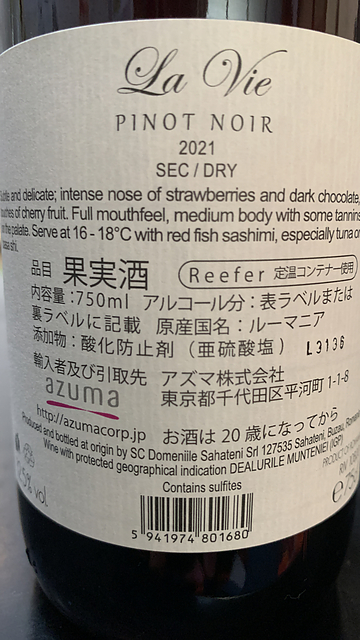 La Vie
PINOT NOIR
2021
SEC / DRY
and delicate; intense nose of strawberries and dark chocolate,
touches of cherry fruit. Full mouthfeel, medium body with some tannins
the palate. Serve at 16 - 18°C with red fish sashimi, especially tuna or
品目 果実酒 Reefer 定温コンテナー使用
内容量：750ml アルコール分：表ラベルまたは
裏ラベルに記載 原産国名：ルーマニア
添加物：酸化防止剤（亜硫酸塩） L3136
輸入者及び引取先 アズマ株式会社
azuma 東京都千代田区平河町 1-1-8
http://azumacorp.jp お酒は20歳になってから
Produced and bottled at origin by SC Domeniile Sahateni Srl 127535 Sahateni, Buzau,
Wine with protected geographical indication DEALURILE MUNTENIEI (IGP)
% vol.
Contains sulfites
5 941974 801680